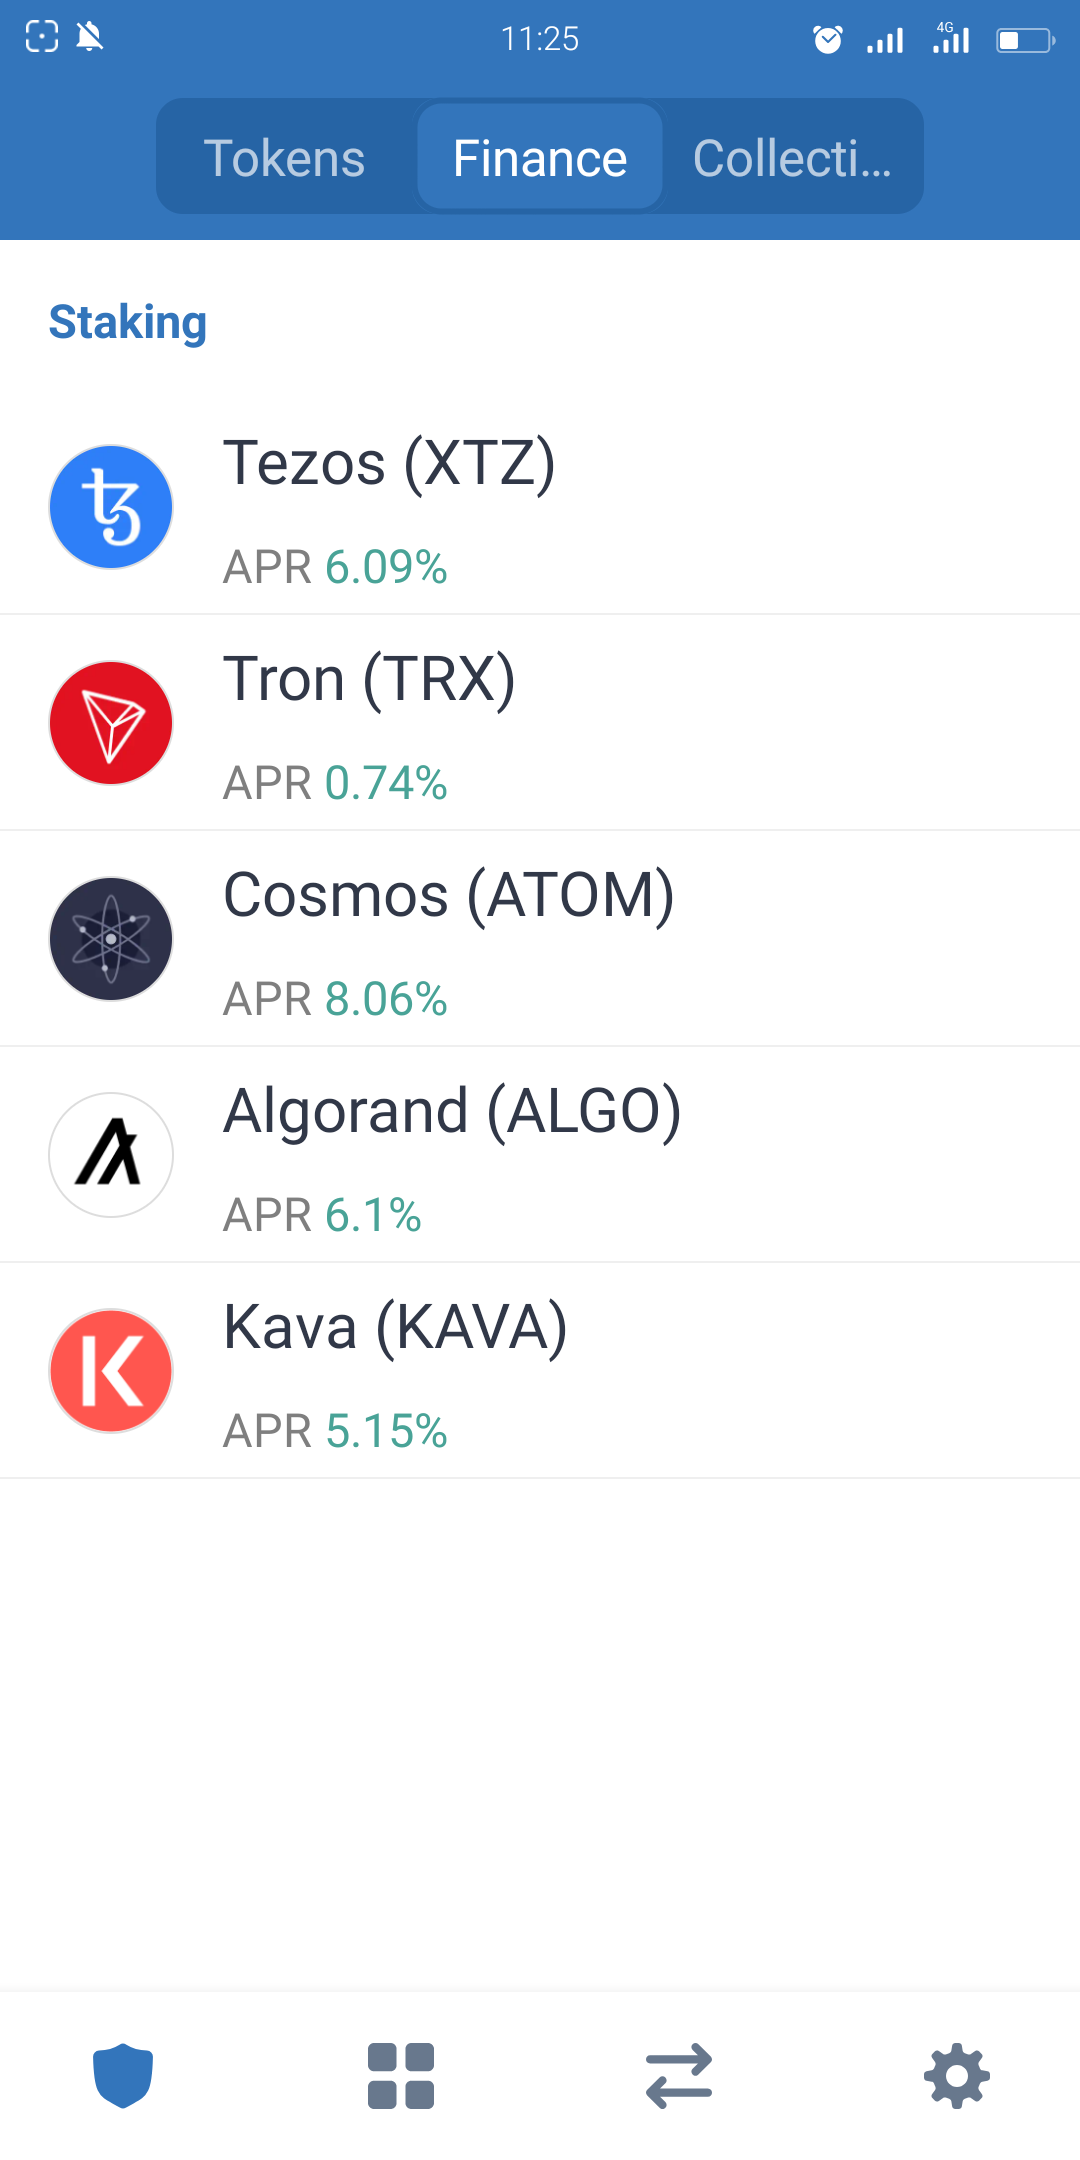 11:25
4G
Tokens
Finance
Collecti...
Staking
Tezos (XTZ)
APR 6.09%
Tron (TRX)
APR 0.74%
Cosmos (ATOM)
APR 8.06%
Algorand (ALGO)
APR 6.1%
Kava (KAVA)
APR 5.15%